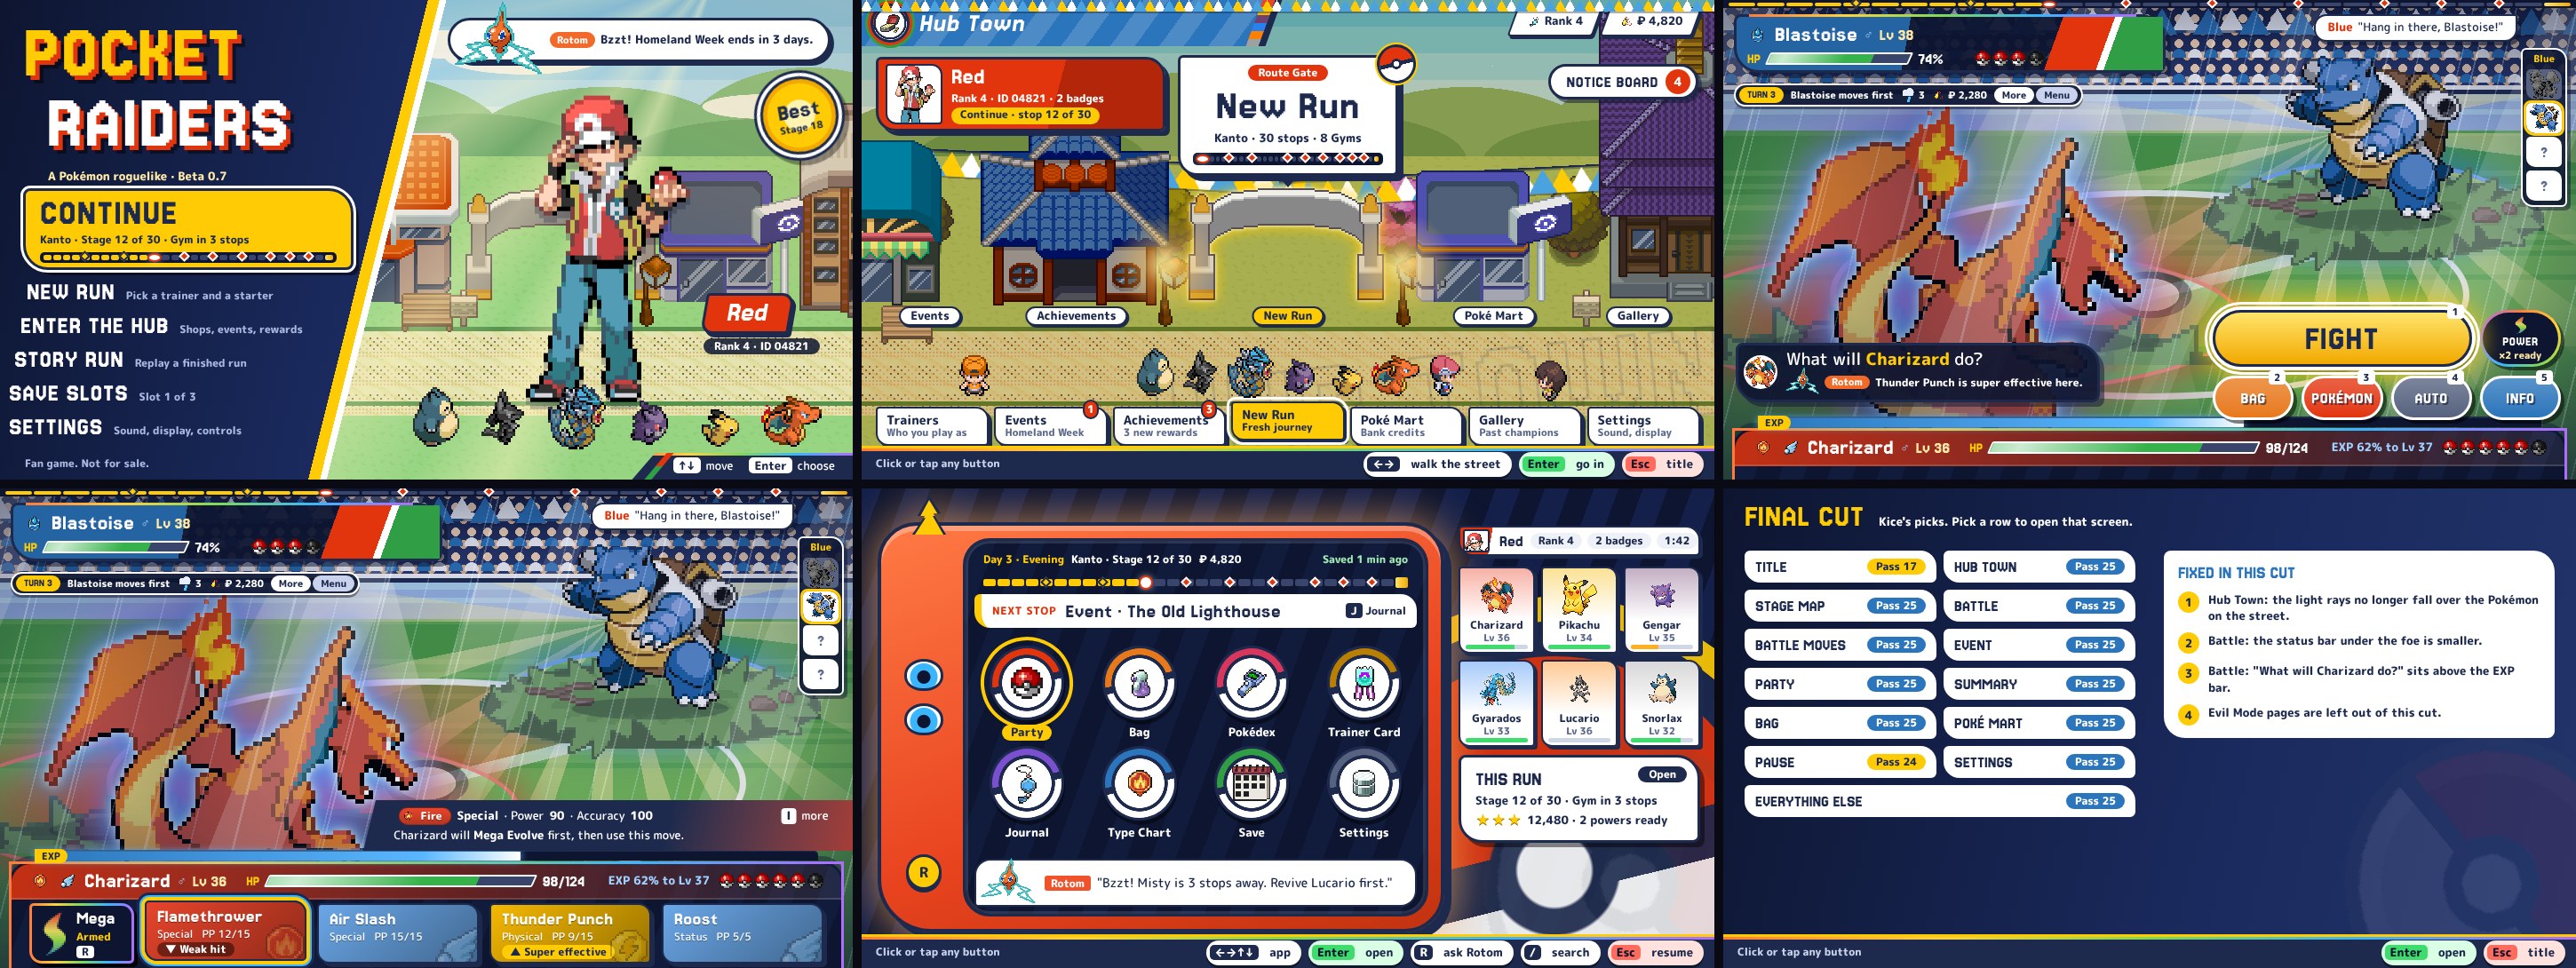 POCKET
RAIDERS
A Pokémon roguelike · Beta 0.7
CONTINUE
Kanto · Stage 12 of 30 · Gym in 3 stops
NEW RUN Pick a trainer and a starter
ENTER THE HUB Shops, events, rewards
STORY RUN Replay a finished run
SAVE SLOTS Slot 1 of 3
SETTINGS Sound, display, controls
Fan game. Not for sale.
Rotom Bzzt! Homeland Week ends in 3 days.
Best
Stage 18
Red
Rank 4 · ID 04821
↑↓ move Enter choose
Hub Town
Rank 4 ₽ 4,820
Red
Rank 4 · ID 04821 · 2 badges
Continue · stop 12 of 30
Route Gate
New Run
Kanto · 30 stops · 8 Gyms
NOTICE BOARD 4
Events Achievements New Run Poké Mart Gallery
Trainers
Who you play as
Events 1
Homeland Week
Achievements 3
3 new rewards
New Run
Fresh journey
Poké Mart
Bank credits
Gallery
Past champions
Settings
Sound, display
Click or tap any button
←→ walk the street Enter go in Esc title
Blastoise ♂ Lv 38
HP 74%
TURN 3 Blastoise moves first 3 ₽ 2,280 More Menu
Blue "Hang in there, Blastoise!"
Blue
?
?
What will Charizard do?
Rotom Thunder Punch is super effective here.
FIGHT 1
POWER
x2 ready
BAG 2
POKÉMON 3
AUTO 4
INFO 5
EXP
Charizard ♂ Lv 36 HP 98/124 EXP 62% to Lv 37
Blastoise ♂ Lv 38
HP 74%
TURN 3 Blastoise moves first 3 ₽ 2,280 More Menu
Blue "Hang in there, Blastoise!"
Blue
?
?
Fire Special · Power 90 · Accuracy 100 I more
Charizard will Mega Evolve first, then use this move.
EXP
Charizard ♂ Lv 36 HP 98/124 EXP 62% to Lv 37
Mega
Armed
R
Flamethrower
Special PP 12/15
▼ Weak hit
Air Slash
Special PP 15/15
Thunder Punch
Physical PP 9/15
▲ Super effective
Roost
Status PP 5/5
Day 3 · Evening Kanto · Stage 12 of 30 ₽ 4,820 Saved 1 min ago
NEXT STOP Event · The Old Lighthouse J Journal
Party Bag Pokédex Trainer Card
Journal Type Chart Save Settings
R
Rotom "Bzzt! Misty is 3 stops away. Revive Lucario first."
Red Rank 4 2 badges 1:42
Charizard
Lv 36
Pikachu
Lv 34
Gengar
Lv 35
Gyarados
Lv 33
Lucario
Lv 36
Snorlax
Lv 32
THIS RUN Open
Stage 12 of 30 · Gym in 3 stops
★★★ 12,480 · 2 powers ready
Click or tap any button
←→↑↓ app Enter open R ask Rotom / search Esc resume
FINAL CUT Kice's picks. Pick a row to open that screen.
TITLE Pass 17
HUB TOWN Pass 25
STAGE MAP Pass 25
BATTLE Pass 25
BATTLE MOVES Pass 25
EVENT Pass 25
PARTY Pass 25
SUMMARY Pass 25
BAG Pass 25
POKÉ MART Pass 25
PAUSE Pass 24
SETTINGS Pass 25
EVERYTHING ELSE Pass 25
FIXED IN THIS CUT
1 Hub Town: the light rays no longer fall over the Pokémon
on the street.
2 Battle: the status bar under the foe is smaller.
3 Battle: "What will Charizard do?" sits above the EXP
bar.
4 Evil Mode pages are left out of this cut.
Click or tap any button
Enter open Esc title